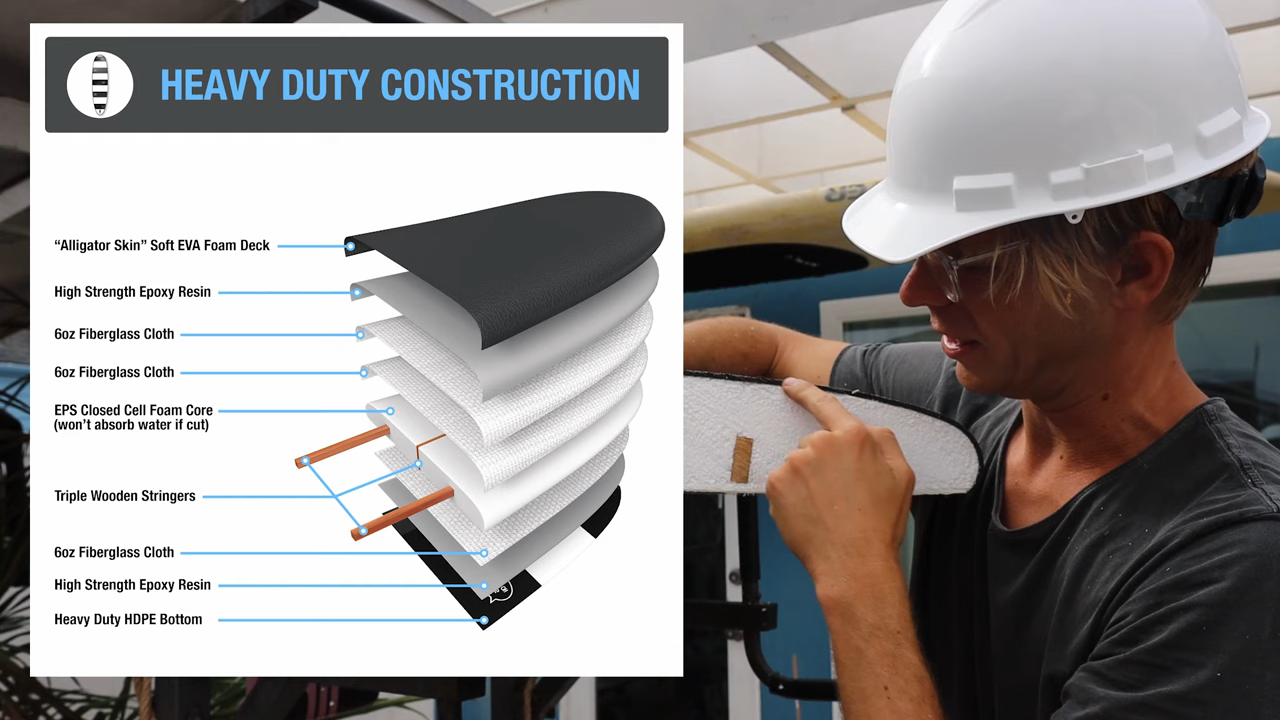 HEAVY DUTY CONSTRUCTION
“Alligator Skin” Soft EVA Foam Deck
High Strength Epoxy Resin
6oz Fiberglass Cloth
6oz Fiberglass Cloth
EPS Closed Cell Foam Core
(won’t absorb water if cut)
Triple Wooden Stringers
6oz Fiberglass Cloth
High Strength Epoxy Resin
Heavy Duty HDPE Bottom